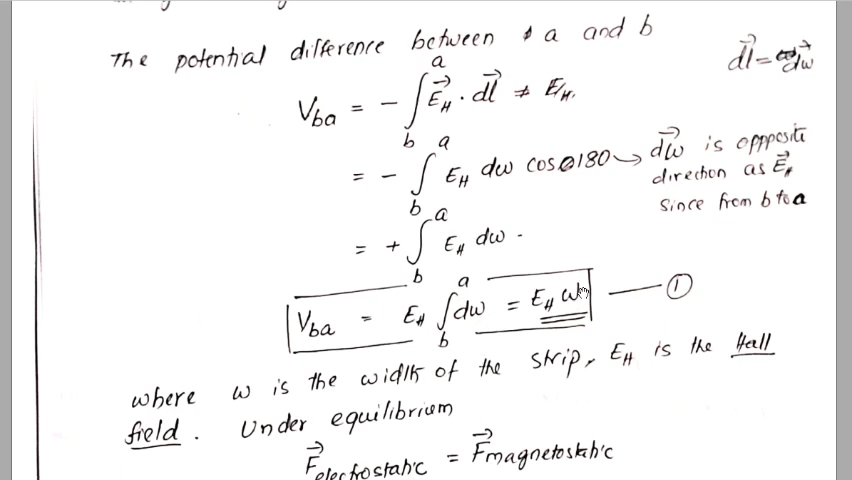 The potential difference between a and b
dl = dw
V_ba = - ∫_b^a E_H · dl ≠ E_H.
= - ∫_b^a E_H dw cos 180 → dw is oppposite
direction as E_H
since from b to a
= + ∫_b^a E_H dw .
V_ba = E_H ∫_b^a dw = E_H w ——— ①
where w is the width of the strip, E_H is the Hall
field. Under equilibrium
F_electrostatic = F_magnetostatic